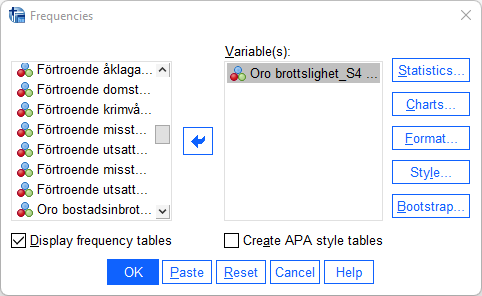 Frequencies
Variable(s):
Förtroende åklaga...
Förtroende domst...
Förtroende krimvå...
Förtroende misst...
Förtroende utsatt...
Förtroende misst...
Förtroende utsatt...
Oro bostadsinbrot...
Oro brottslighet_S4 ...
Statistics...
Charts...
Format...
Style...
Bootstrap...
Display frequency tables
Create APA style tables
OK
Paste
Reset
Cancel
Help